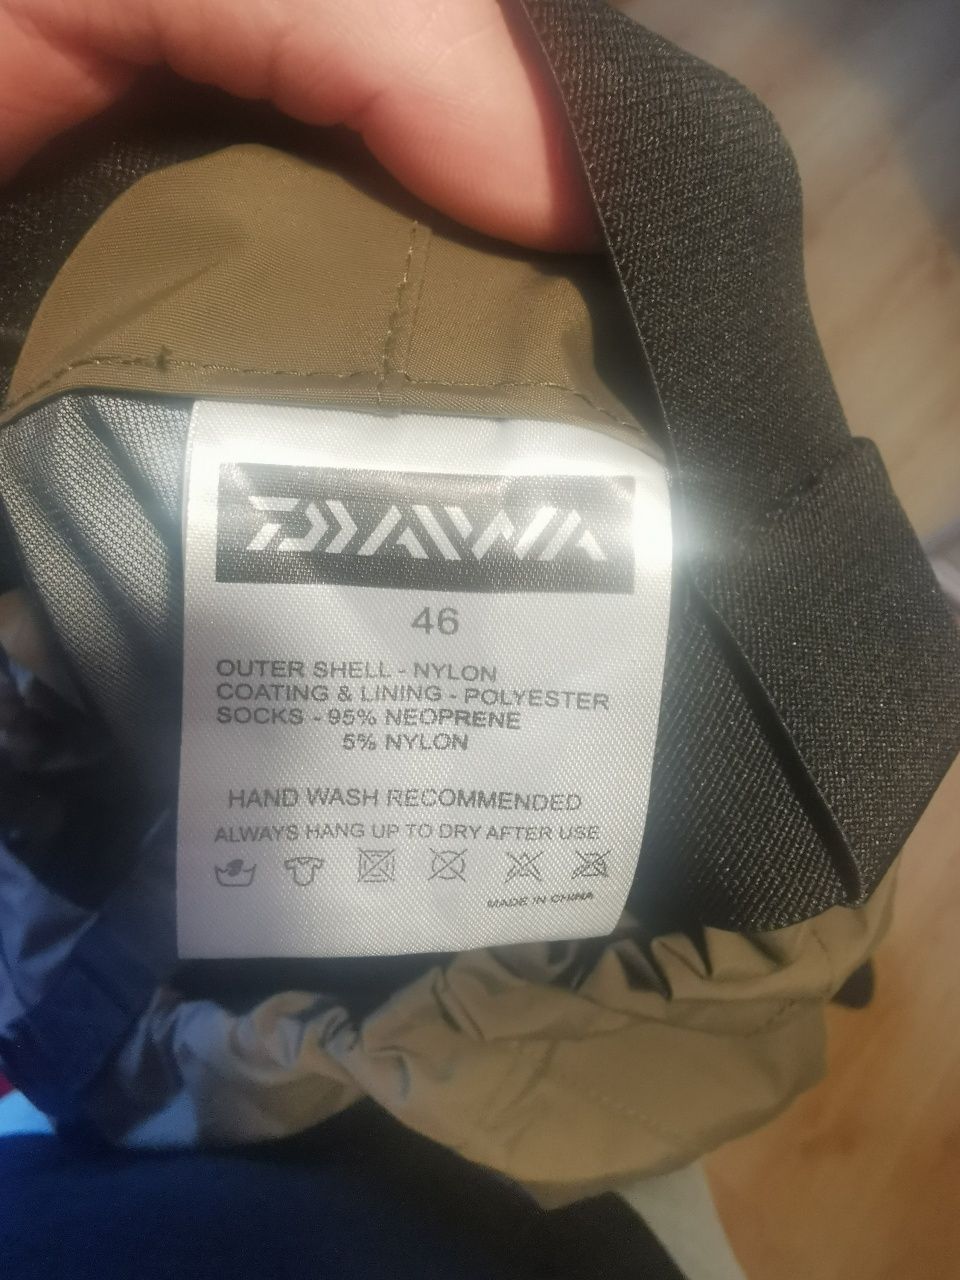 DAIWA
46
OUTER SHELL - NYLON
COATING & LINING - POLYESTER
SOCKS - 95% NEOPRENE
5% NYLON
HAND WASH RECOMMENDED
ALWAYS HANG UP TO DRY AFTER USE
MADE IN CHINA